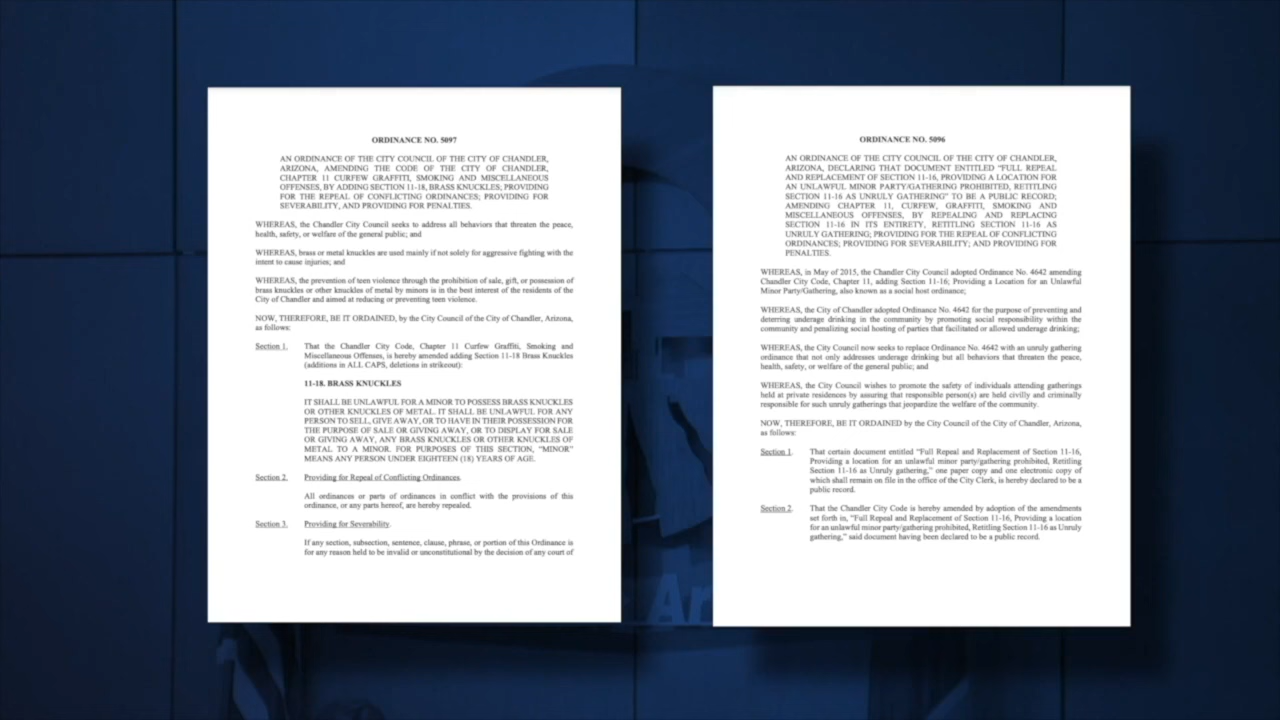 ORDINANCE NO. 5097
AN ORDINANCE OF THE CITY COUNCIL OF THE CITY OF CHANDLER,
ARIZONA, AMENDING THE CODE OF THE CITY OF CHANDLER,
CHAPTER 11 CURFEW GRAFFITI, SMOKING AND MISCELLANEOUS
OFFENSES, BY ADDING SECTION 11-18, BRASS KNUCKLES; PROVIDING
FOR THE REPEAL OF CONFLICTING ORDINANCES; PROVIDING FOR
SEVERABILITY, AND PROVIDING FOR PENALTIES.
WHEREAS, the Chandler City Council seeks to address all behaviors that threaten the peace,
health, safety, or welfare of the general public; and
WHEREAS, brass or metal knuckles are used mainly if not solely for aggressive fighting with the
intent to cause injuries; and
WHEREAS, the prevention of teen violence through the prohibition of sale, gift, or possession of
brass knuckles or other knuckles of metal by minors is in the best interest of the residents of the
City of Chandler and aimed at reducing or preventing teen violence.
NOW, THEREFORE, BE IT ORDAINED, by the City Council of the City of Chandler, Arizona,
as follows:
Section 1. That the Chandler City Code, Chapter 11 Curfew Graffiti, Smoking and
Miscellaneous Offenses, is hereby amended adding Section 11-18 Brass Knuckles
(additions in ALL CAPS, deletions in strikeout):
11-18. BRASS KNUCKLES
IT SHALL BE UNLAWFUL FOR A MINOR TO POSSESS BRASS KNUCKLES
OR OTHER KNUCKLES OF METAL. IT SHALL BE UNLAWFUL FOR ANY
PERSON TO SELL, GIVE AWAY, OR TO HAVE IN THEIR POSSESSION FOR
THE PURPOSE OF SALE OR GIVING AWAY, OR TO DISPLAY FOR SALE
OR GIVING AWAY, ANY BRASS KNUCKLES OR OTHER KNUCKLES OF
METAL TO A MINOR. FOR PURPOSES OF THIS SECTION, "MINOR"
MEANS ANY PERSON UNDER EIGHTEEN (18) YEARS OF AGE.
Section 2. Providing for Repeal of Conflicting Ordinances.
All ordinances or parts of ordinances in conflict with the provisions of this
ordinance, or any parts hereof, are hereby repealed.
Section 3. Providing for Severability.
If any section, subsection, sentence, clause, phrase, or portion of this Ordinance is
for any reason held to be invalid or unconstitutional by the decision of any court of
ORDINANCE NO. 5096
AN ORDINANCE OF THE CITY COUNCIL OF THE CITY OF CHANDLER,
ARIZONA, DECLARING THAT DOCUMENT ENTITLED "FULL REPEAL
AND REPLACEMENT OF SECTION 11-16, PROVIDING A LOCATION FOR
AN UNLAWFUL MINOR PARTY/GATHERING PROHIBITED, RETITLING
SECTION 11-16 AS UNRULY GATHERING" TO BE A PUBLIC RECORD;
AMENDING CHAPTER 11, CURFEW, GRAFFITI, SMOKING AND
MISCELLANEOUS OFFENSES, BY REPEALING AND REPLACING
SECTION 11-16 IN ITS ENTIRETY, RETITLING SECTION 11-16 AS
UNRULY GATHERING; PROVIDING FOR THE REPEAL OF CONFLICTING
ORDINANCES; PROVIDING FOR SEVERABILITY; AND PROVIDING FOR
PENALTIES.
WHEREAS, in May of 2015, the Chandler City Council adopted Ordinance No. 4642 amending
Chandler City Code, Chapter 11, adding Section 11-16; Providing a Location for an Unlawful
Minor Party/Gathering, also known as a social host ordinance;
WHEREAS, the City of Chandler adopted Ordinance No. 4642 for the purpose of preventing and
deterring underage drinking in the community by promoting social responsibility within the
community and penalizing social hosting of parties that facilitated or allowed underage drinking;
WHEREAS, the City Council now seeks to replace Ordinance No. 4642 with an unruly gathering
ordinance that not only addresses underage drinking but all behaviors that threaten the peace,
health, safety, or welfare of the general public; and
WHEREAS, the City Council wishes to promote the safety of individuals attending gatherings
held at private residences by assuring that responsible person(s) are held civilly and criminally
responsible for such unruly gatherings that jeopardize the welfare of the community.
NOW, THEREFORE, BE IT ORDAINED by the City Council of the City of Chandler, Arizona,
as follows:
Section 1. That certain document entitled "Full Repeal and Replacement of Section 11-16,
Providing a location for an unlawful minor party/gathering prohibited, Retitling
Section 11-16 as Unruly gathering," one paper copy and one electronic copy of
which shall remain on file in the office of the City Clerk, is hereby declared to be a
public record.
Section 2. That the Chandler City Code is hereby amended by adoption of the amendments
set forth in, "Full Repeal and Replacement of Section 11-16, Providing a location
for an unlawful minor party/gathering prohibited, Retitling Section 11-16 as Unruly
gathering," said document having been declared to be a public record.